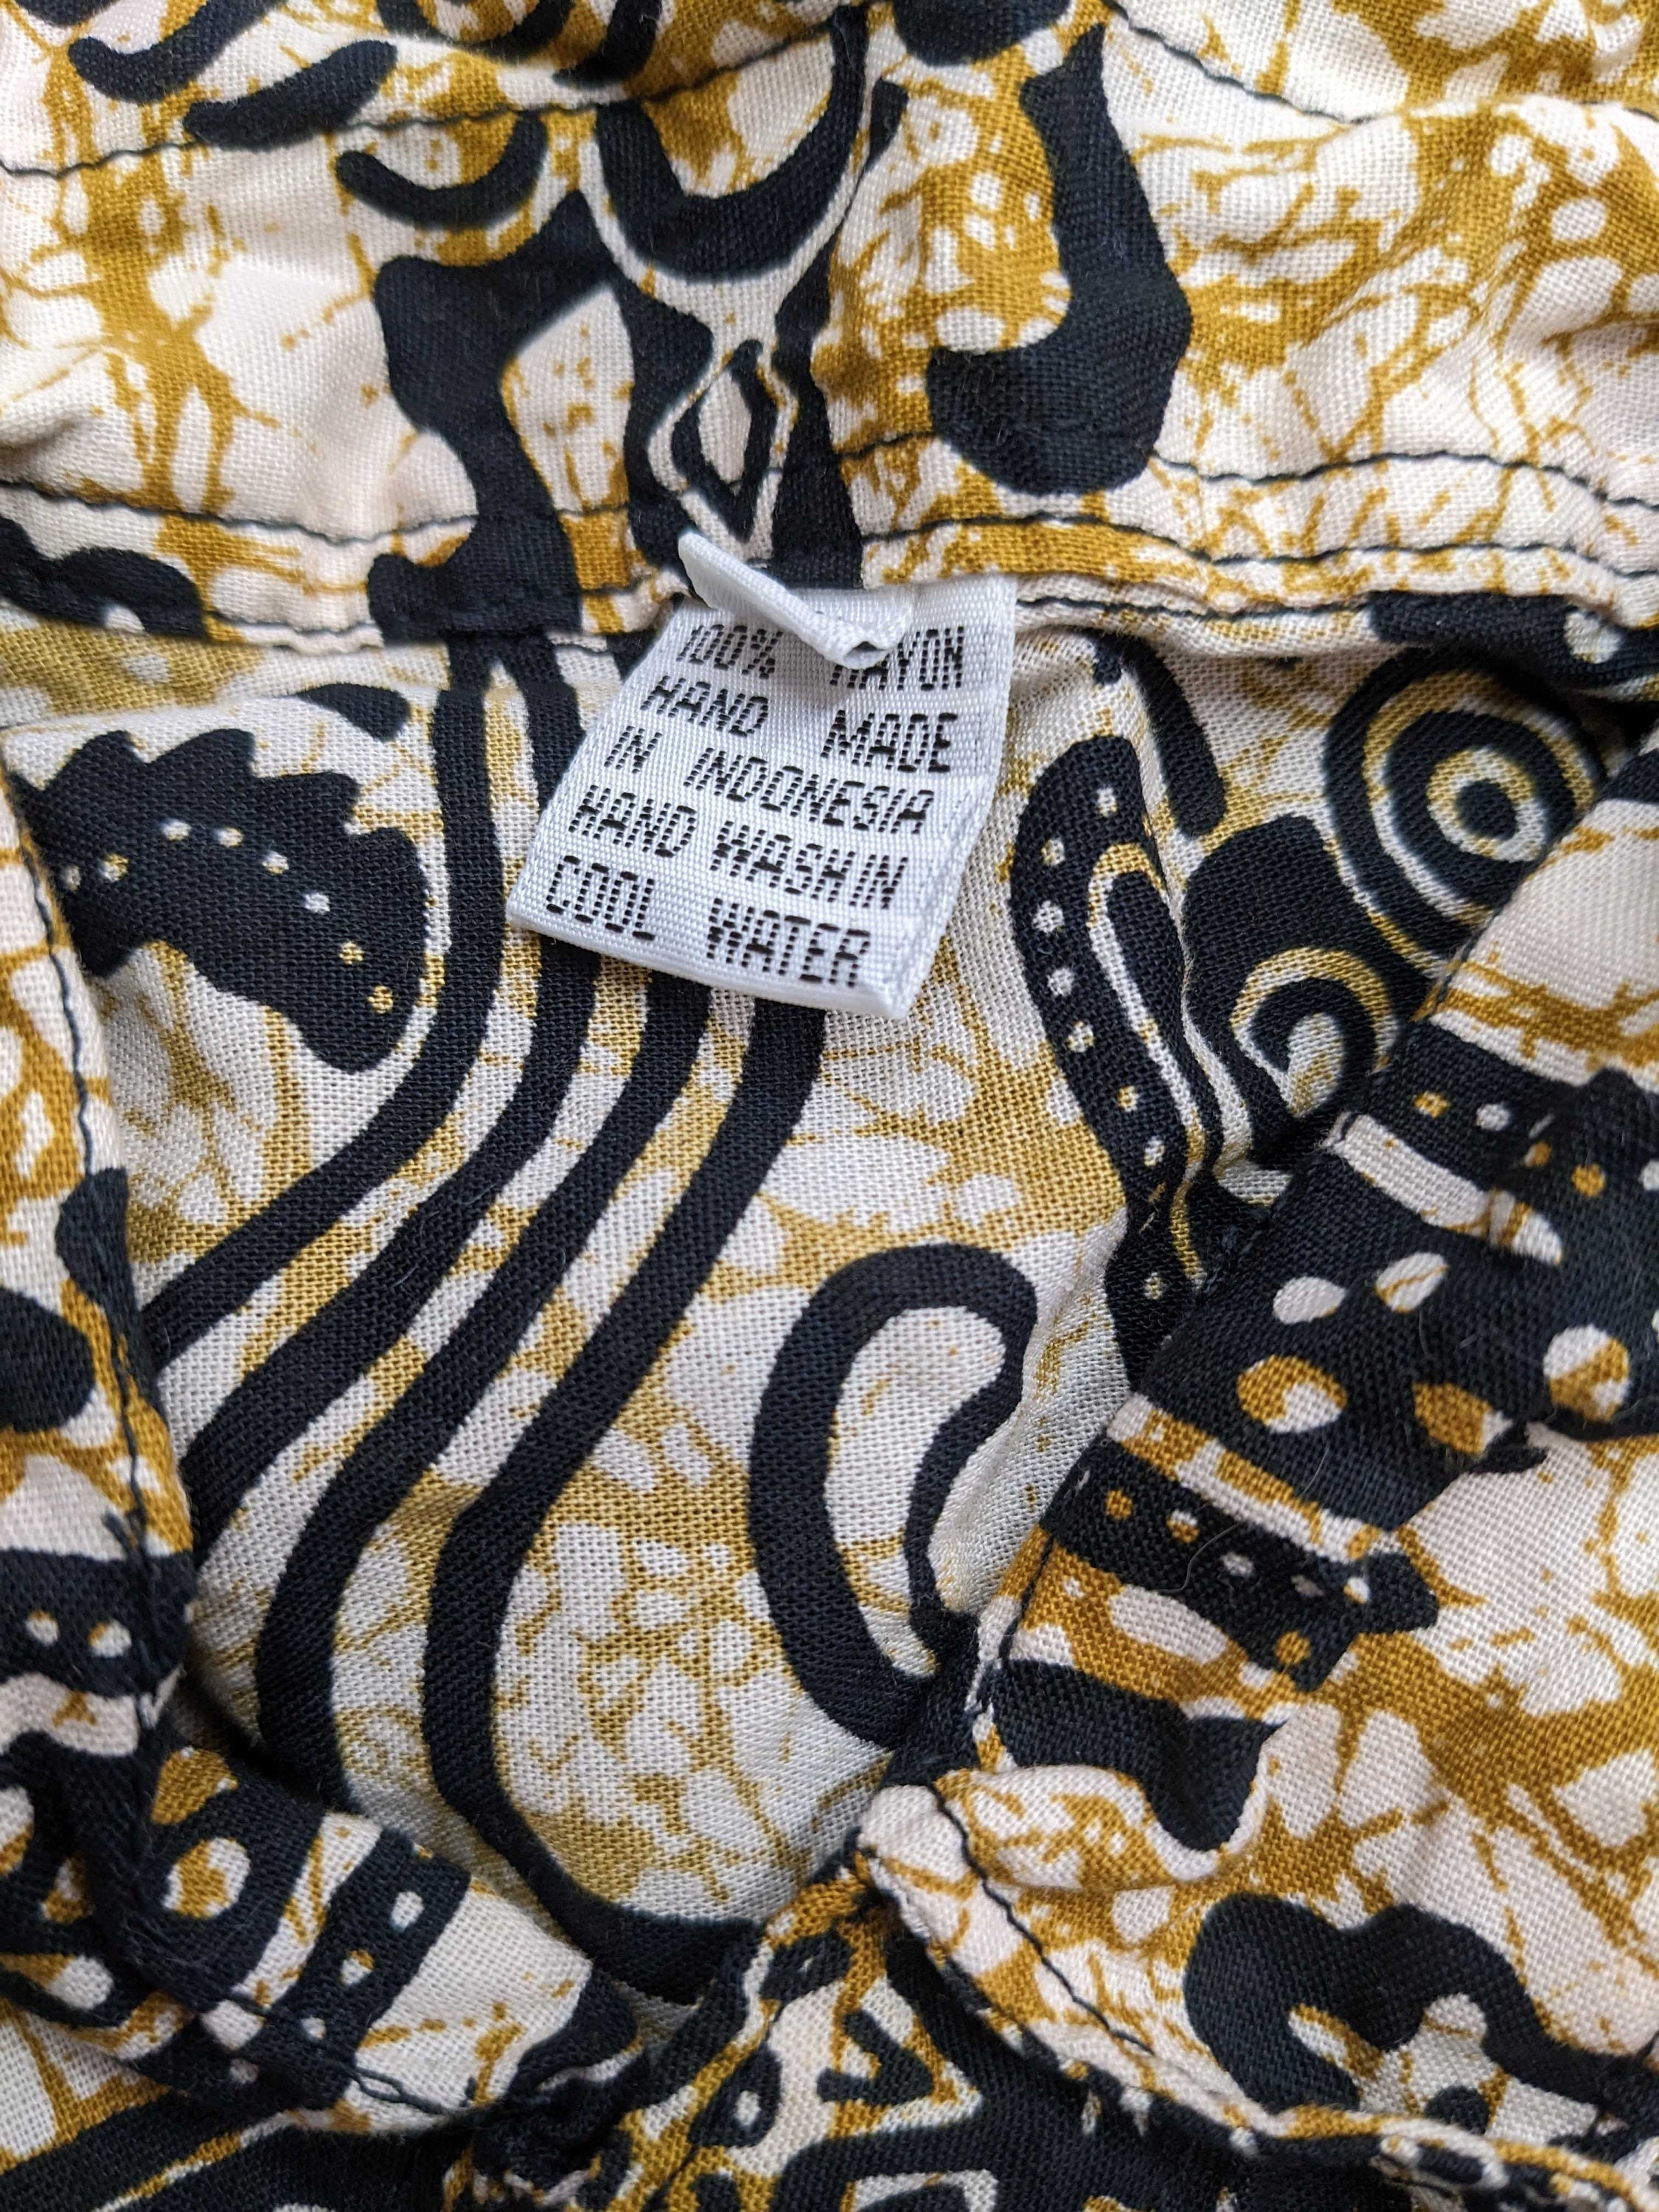 100% RAYON
HAND MADE
IN INDONESIA
HAND WASH IN
COOL WATER